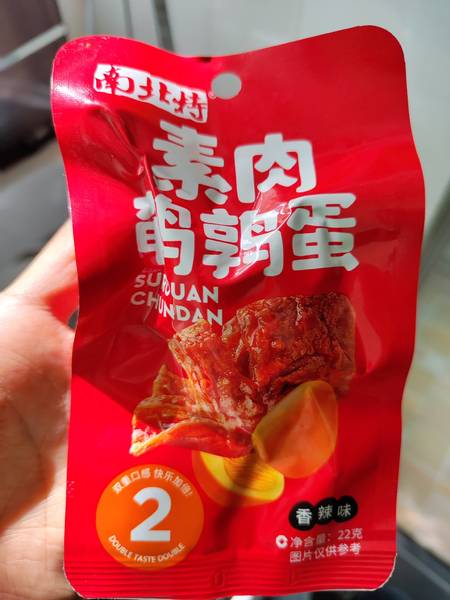 南北特®
素肉
鹌鹑蛋
CHUNDAN
双重口感 快乐加倍!
2
DOUBLE TASTE DOUBLE
香辣味
净含量：22克
图片仅供参考